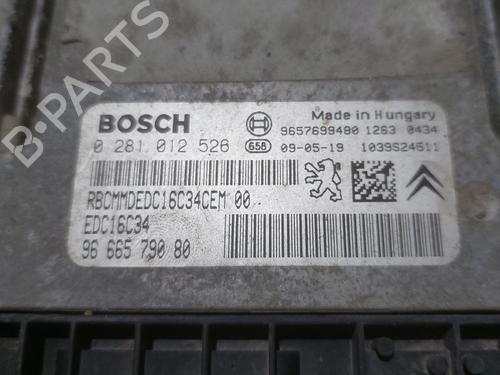 B-PARTS
BOSCH
Made in Hungary
9657699480 1263 0434
0 281 012 526
656 09-05-19 1039S24511
RBCMMDEDC16C34CEM 00
EDC16C34
96 665 790 80